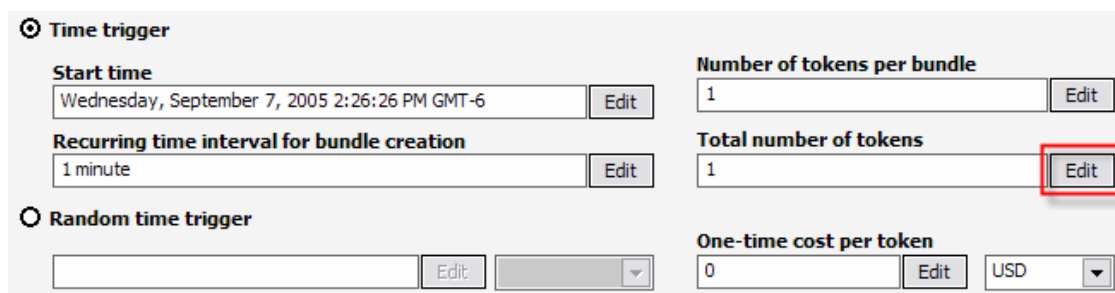 Time trigger
Start time
Wednesday, September 7, 2005 2:26:26 PM GMT-6 Edit
Recurring time interval for bundle creation
1 minute Edit
Number of tokens per bundle
1 Edit
Total number of tokens
1 Edit
Random time trigger
Edit
One-time cost per token
0 Edit USD